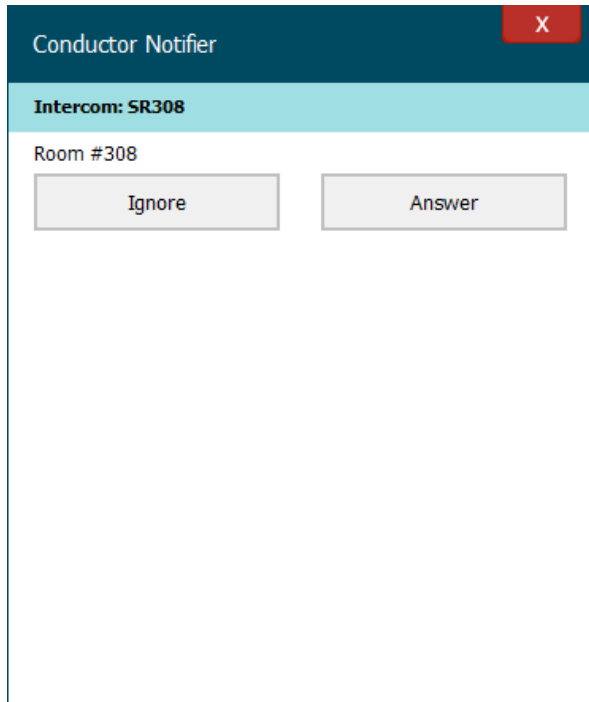 Conductor Notifier
X
Intercom: SR308
Room #308
Ignore
Answer